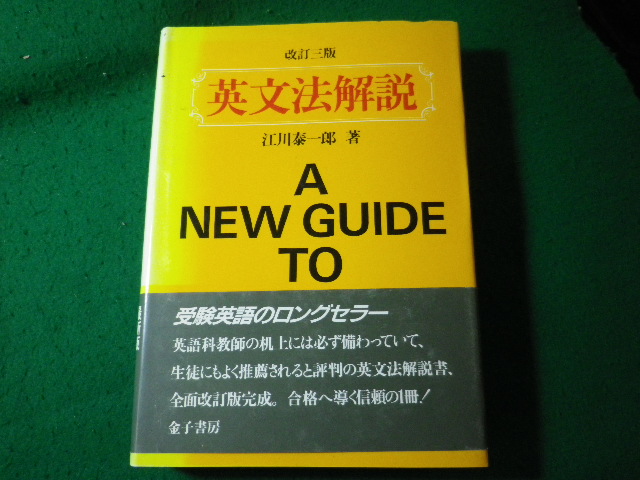 改訂三版
英文法解説
江川泰一郎 著
A
NEW GUIDE
TO
受験英語のロングセラー
英語科教師の机上には必ず備わっていて、
生徒にもよく推薦されると評判の英文法解説書、
全面改訂版完成。合格へ導く信頼の1冊!
金子書房